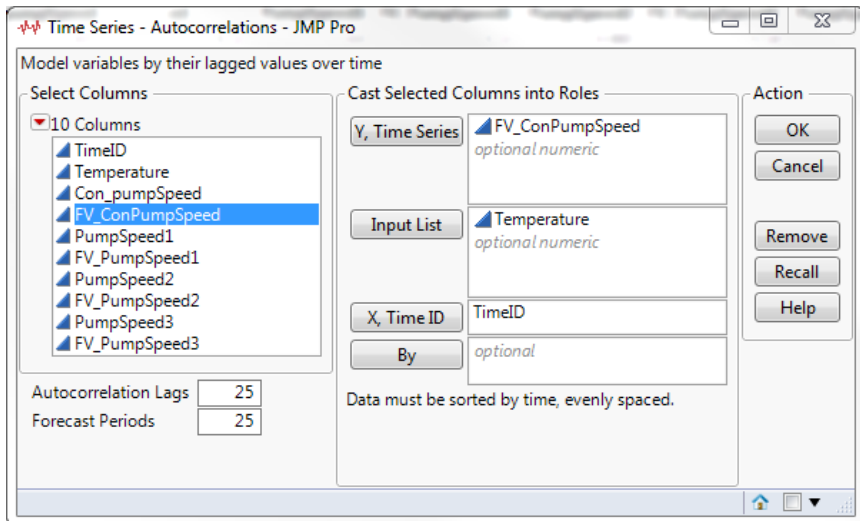 Time Series - Autocorrelations - JMP Pro
Model variables by their lagged values over time
Select Columns
10 Columns
TimeID
Temperature
Con_pumpSpeed
FV_ConPumpSpeed
PumpSpeed1
FV_PumpSpeed1
PumpSpeed2
FV_PumpSpeed2
PumpSpeed3
FV_PumpSpeed3
Autocorrelation Lags 25
Forecast Periods 25
Cast Selected Columns into Roles
Y, Time Series FV_ConPumpSpeed
optional numeric
Input List Temperature
optional numeric
X, Time ID TimeID
By optional
Data must be sorted by time, evenly spaced.
Action
OK
Cancel
Remove
Recall
Help